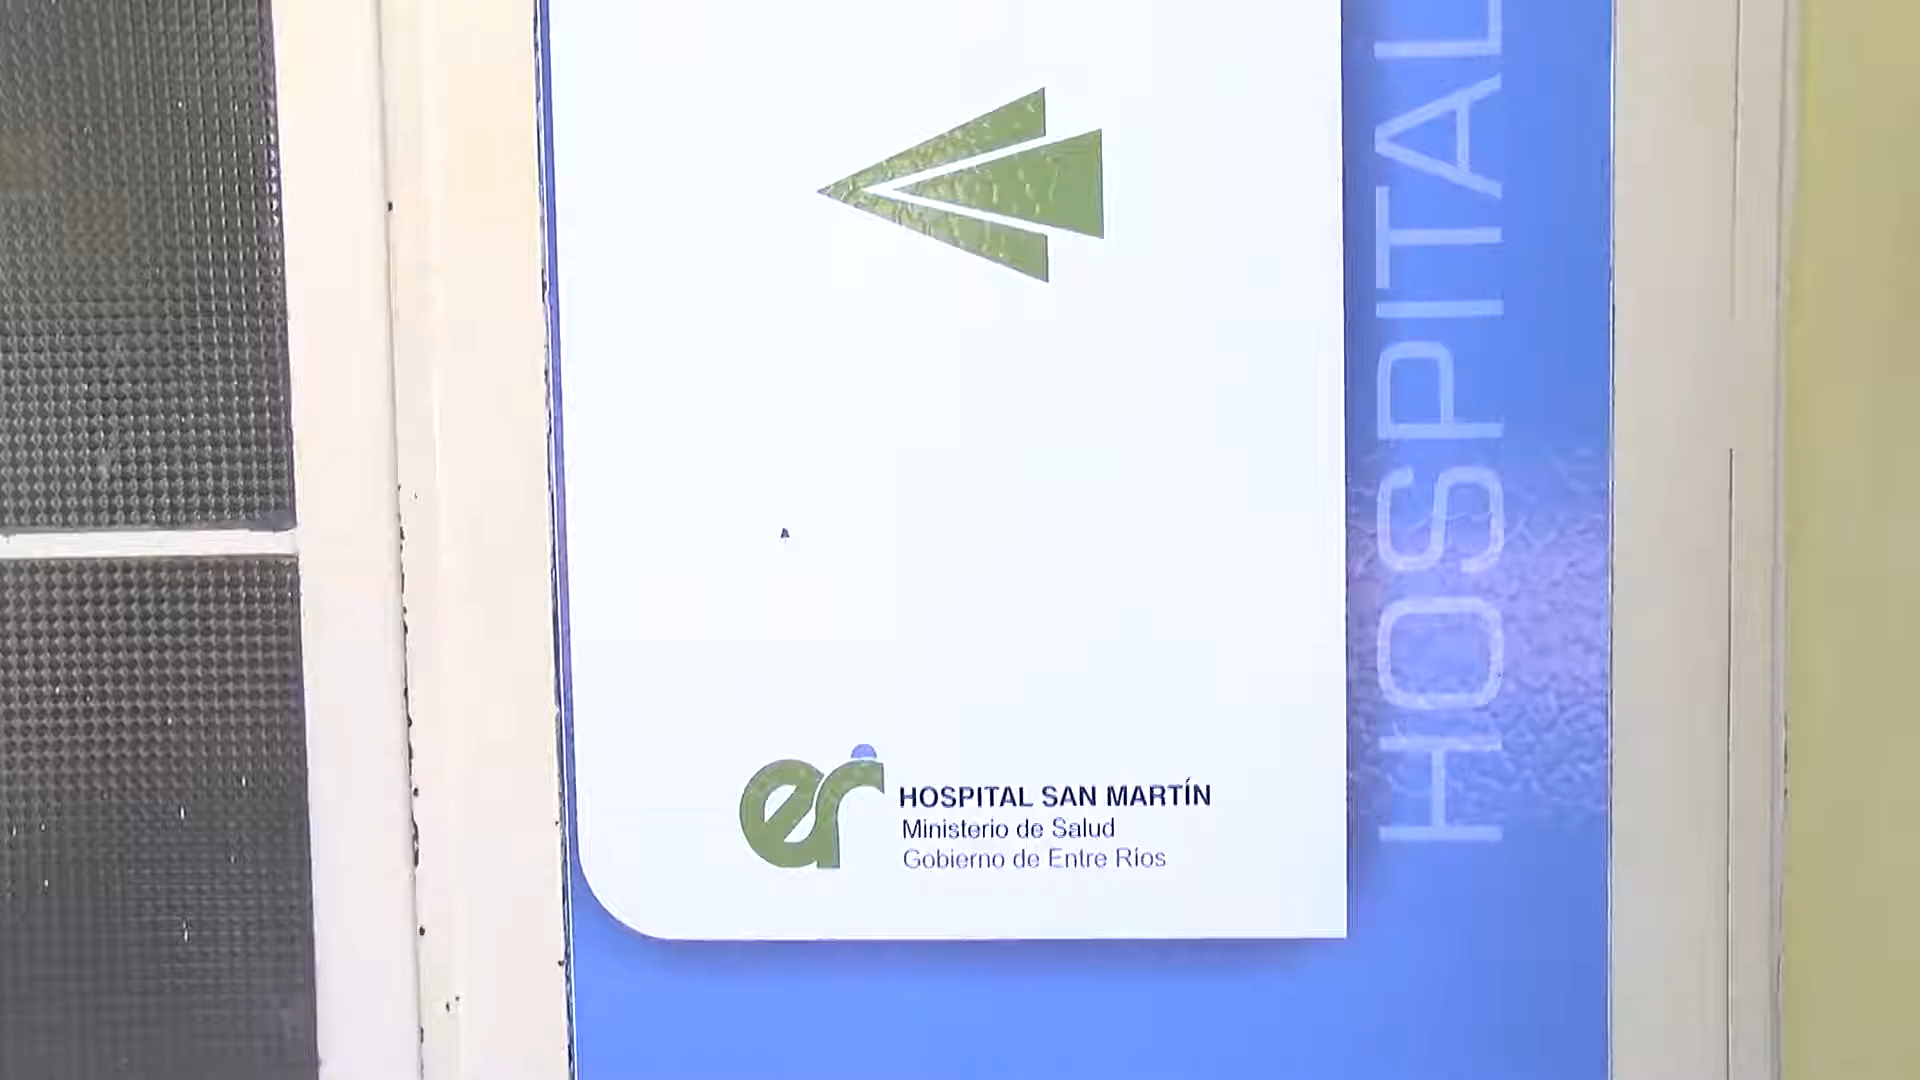 HOSPITAL
er
HOSPITAL SAN MARTÍN
Ministerio de Salud
Gobierno de Entre Ríos